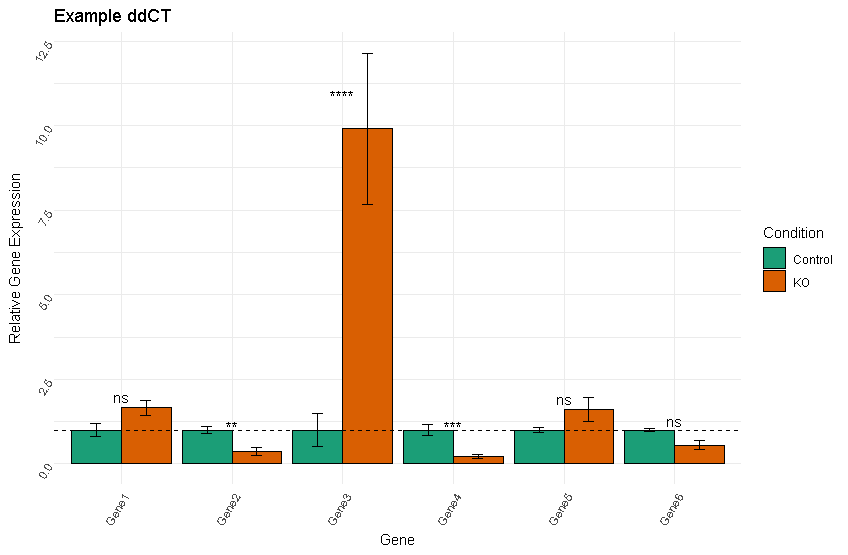 Example ddCT
Relative Gene Expression
12.5
10.0
7.5
5.0
2.5
0.0
ns
**
****
***
ns
ns
Gene1
Gene2
Gene3
Gene4
Gene5
Gene6
Gene
Condition
Control
KO